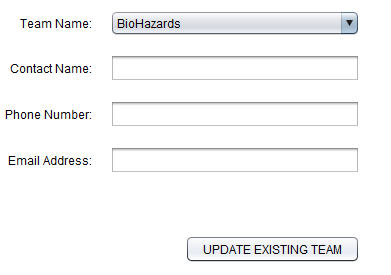 Team Name: BioHazards
Contact Name:
Phone Number:
Email Address:
UPDATE EXISTING TEAM